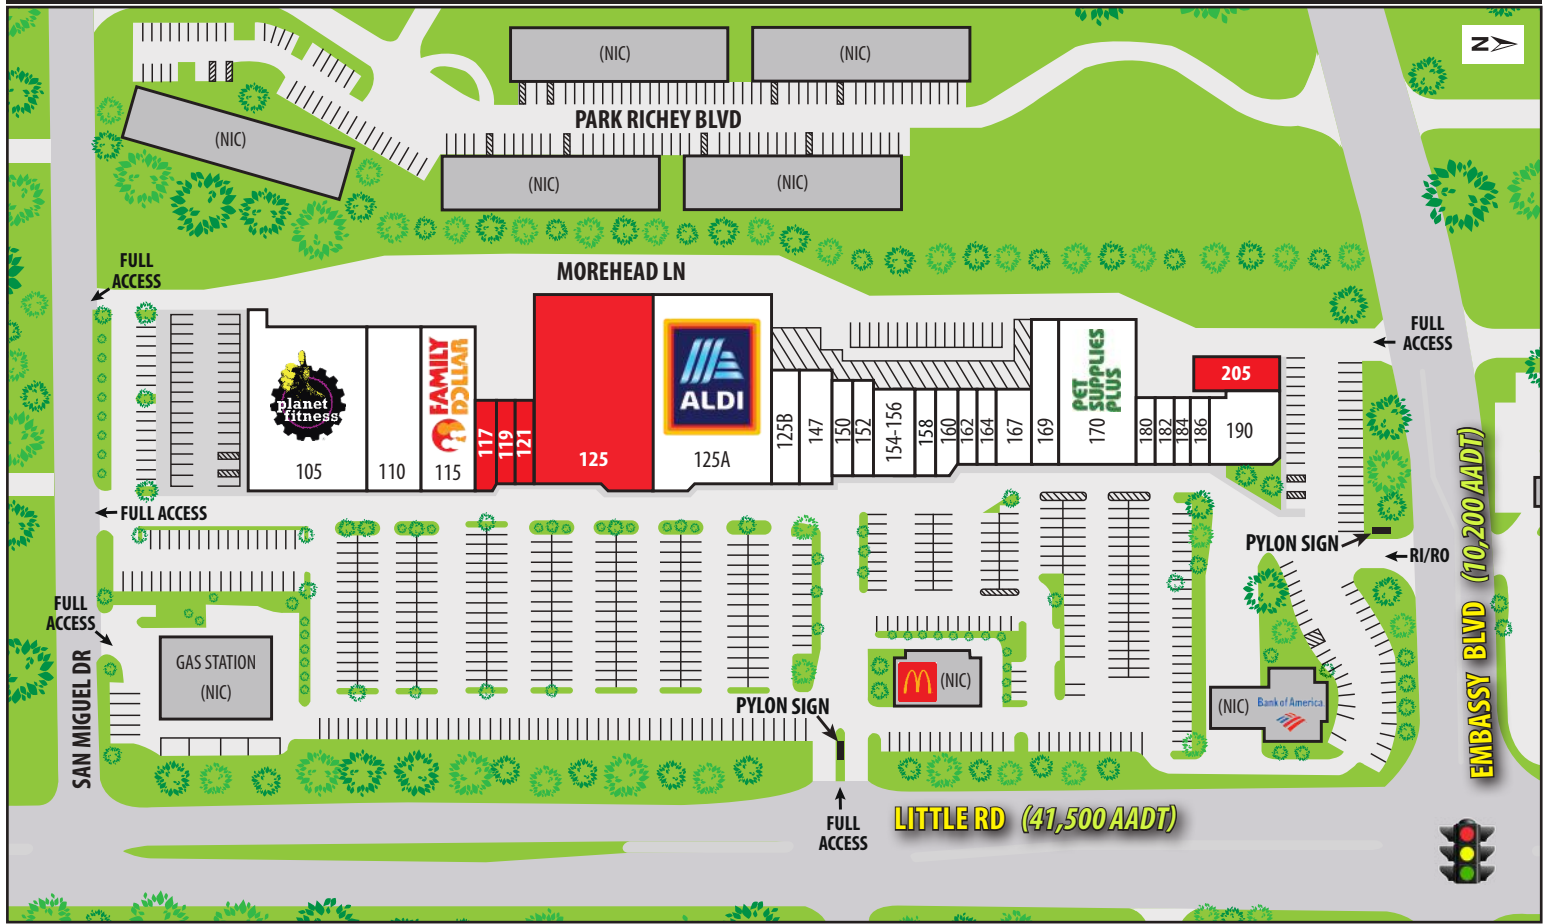 (NIC)
(NIC)
N
PARK RICHEY BLVD
(NIC)
(NIC)
(NIC)
FULL
ACCESS
MOREHEAD LN
FULL
ACCESS
planet
fitness
105
110
FAMILY
DOLLAR
115
117
119
121
125
ALDI
125A
125B
147
150
152
154-156
158
160
162
164
167
169
PET
SUPPLIES
PLUS
170
180
182
184
186
190
205
FULL ACCESS
PYLON SIGN
RI/RO
EMBASSY BLVD (10,200 AADT)
FULL
ACCESS
SAN MIGUEL DR
GAS STATION
(NIC)
PYLON SIGN
(NIC)
(NIC)
Bank of America
FULL
ACCESS
LITTLE RD (41,500 AADT)